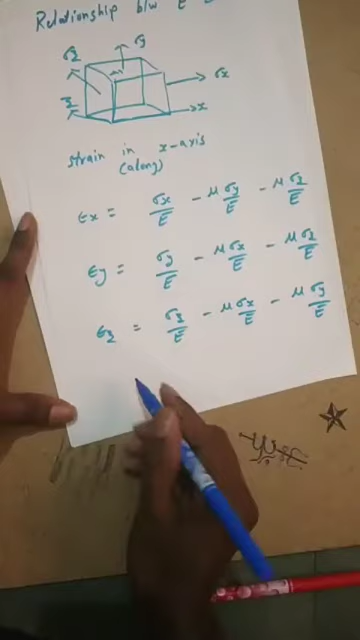 Relationship b/w E
σz σy
σx
z x
strain in x-axis
(along)
εx = σx/E - μ σy/E - μ σz/E
εy = σy/E - μ σx/E - μ σz/E
εz = σz/E - μ σx/E - μ σy/E